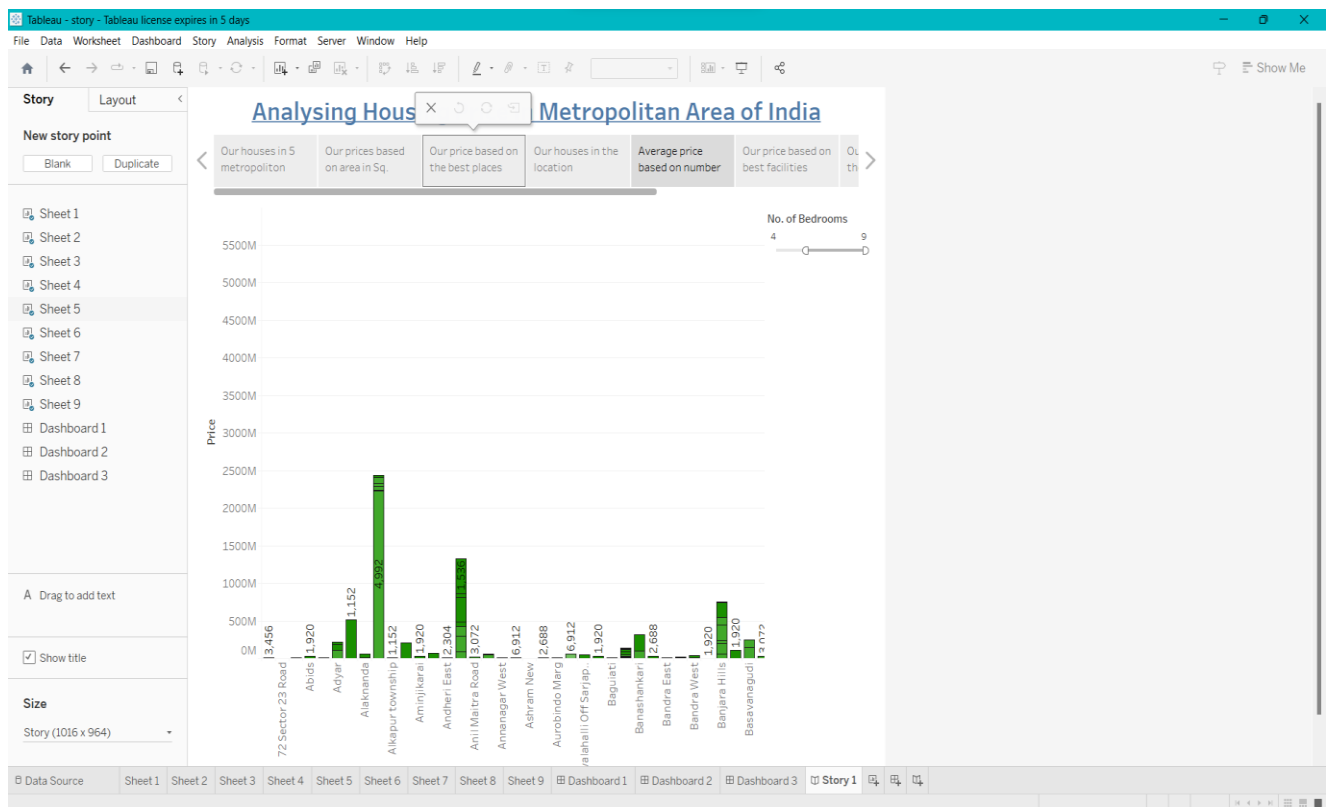 Tableau - story - Tableau license expires in 5 days
File Data Worksheet Dashboard Story Analysis Format Server Window Help
Show Me
Story Layout
New story point
Blank Duplicate
Sheet 1
Sheet 2
Sheet 3
Sheet 4
Sheet 5
Sheet 6
Sheet 7
Sheet 8
Sheet 9
Dashboard 1
Dashboard 2
Dashboard 3
A Drag to add text
Show title
Size
Story (1016 x 964)
Analysing Hous Metropolitan Area of India
Our houses in 5
metropoliton
Our prices based
on area in Sq.
Our price based on
the best places
Our houses in the
location
Average price
based on number
Our price based on
best facilities
Ou
th
No. of Bedrooms
4 9
Price
5500M
5000M
4500M
4000M
3500M
3000M
2500M
2000M
1500M
1000M
500M
0M
3,456
1,920
1,152
4,992
1,152
1,920
2,304
1,536
3,072
6,912
2,688
6,912
1,920
2,688
1,920
1,920
3,072
72 Sector 23 Road
Abids
Adyar
Alaknanda
Alkapur township
Aminjikarai
Andheri East
Anil Maitra Road
Annanagar West
Ashram New
Aurobindo Marg
valahalli Off Sarjap..
Baguiati
Banashankari
Bandra East
Bandra West
Banjara Hills
Basavanagudi
Data Source Sheet 1 Sheet 2 Sheet 3 Sheet 4 Sheet 5 Sheet 6 Sheet 7 Sheet 8 Sheet 9 Dashboard 1 Dashboard 2 Dashboard 3 Story 1